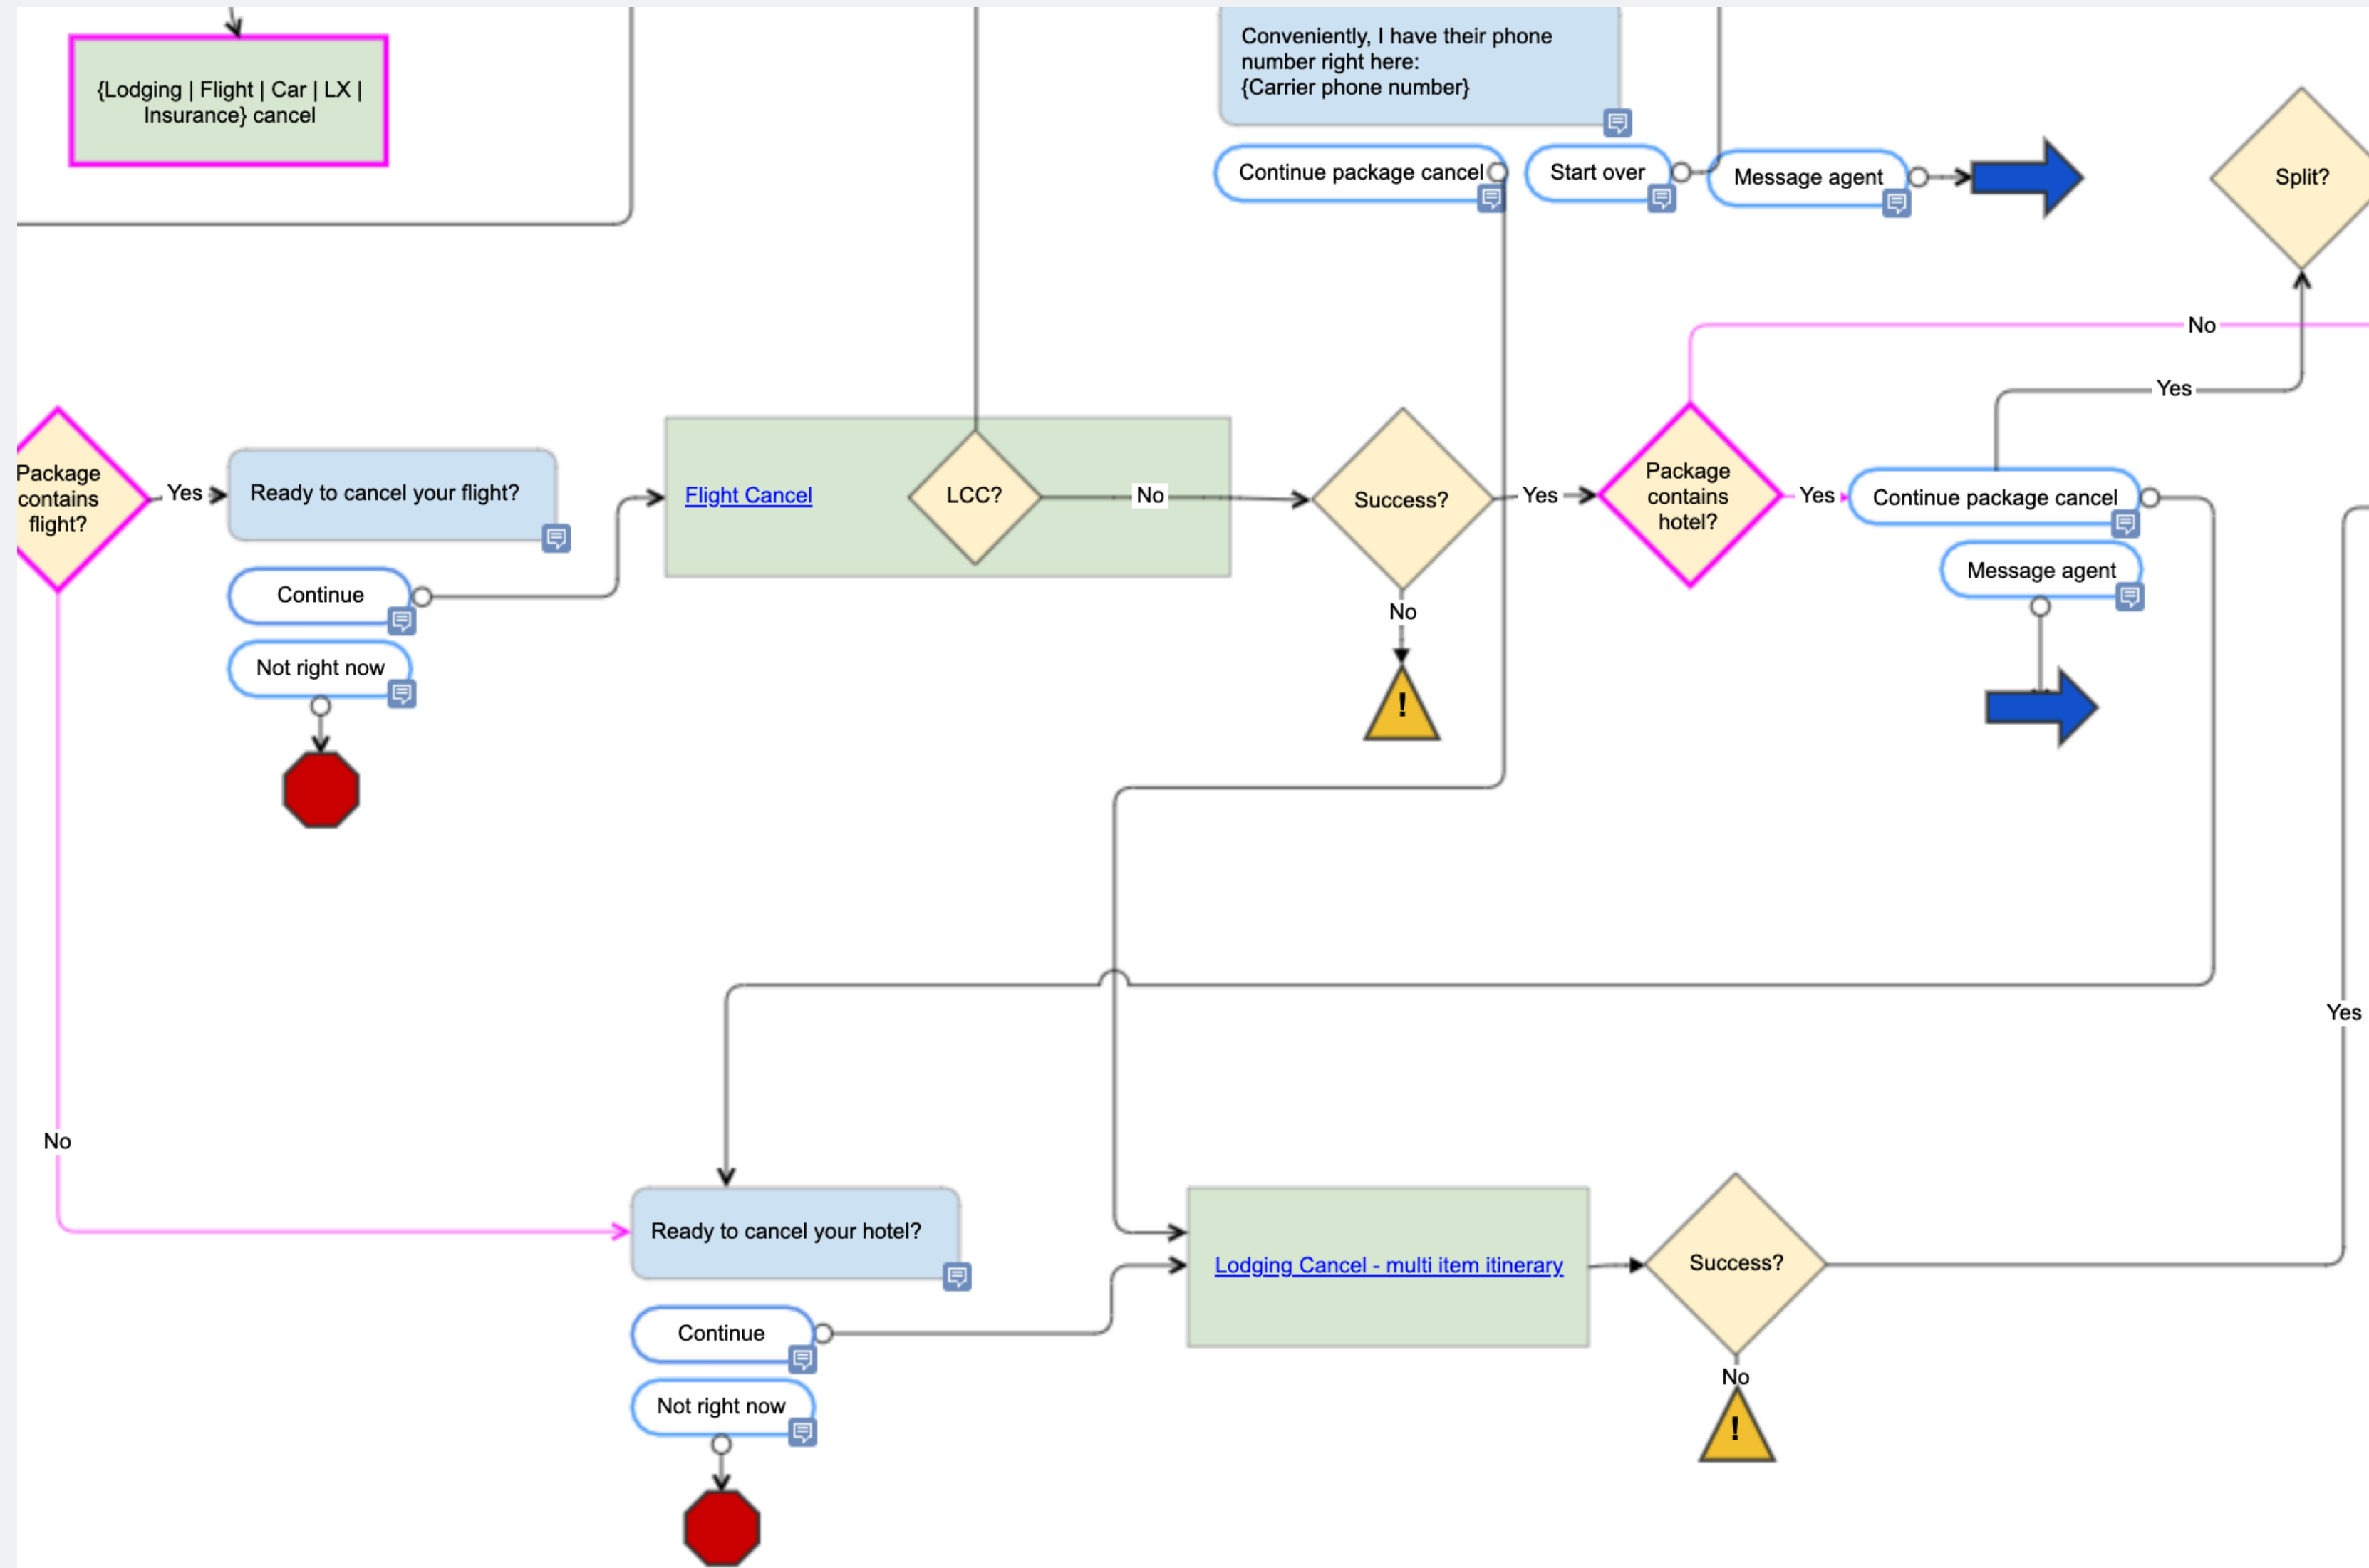 {Lodging | Flight | Car | LX |
Insurance} cancel
Conveniently, I have their phone
number right here:
{Carrier phone number}
Continue package cancel
Start over
Message agent
Split?
No
Yes
Package
contains
flight?
Yes
Ready to cancel your flight?
Continue
Not right now
Flight Cancel
LCC?
No
Success?
Yes
No
!
Package
contains
hotel?
Yes
Continue package cancel
Message agent
No
Yes
Ready to cancel your hotel?
Continue
Not right now
Lodging Cancel - multi item itinerary
Success?
No
!